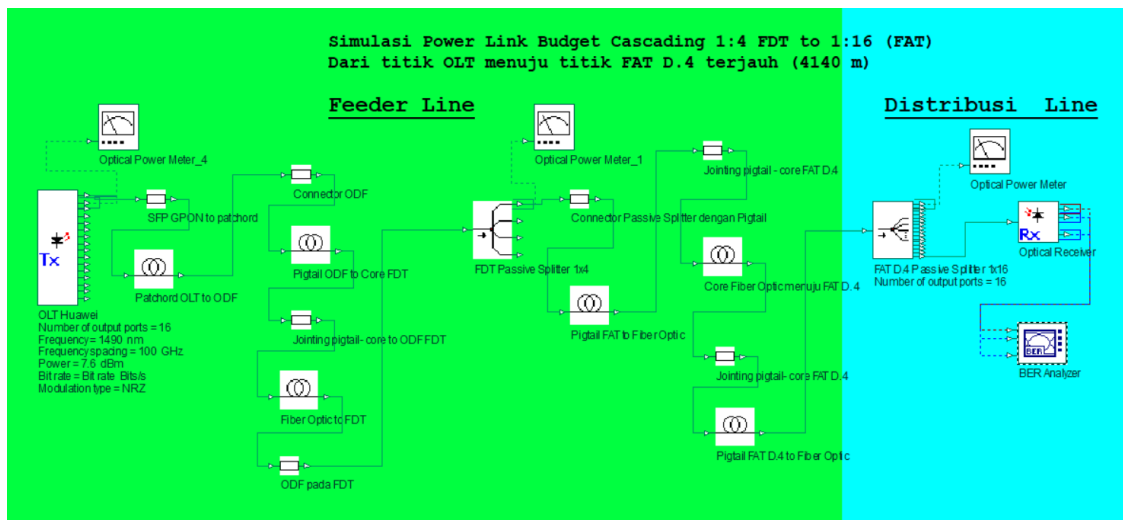 Simulasi Power Link Budget Cascading 1:4 FDT to 1:16 (FAT)
Dari titik OLT menuju titik FAT D.4 terjauh (4140 m)
Feeder Line
Distribusi Line
Optical Power Meter_4
SFP GPON to patchord
Tx
Patchord OLT to ODF
OLT Huawei
Number of output ports = 16
Frequency = 1490 nm
Frequency spacing = 100 GHz
Power = 7.6 dBm
Bit rate = Bit rate Bits/s
Modulation type = NRZ
Connector ODF
Pigtail ODF to Core FDT
Jointing pigtail- core to ODF FDT
Fiber Optic to FDT
ODF pada FDT
Optical Power Meter_1
FDT Passive Splitter 1x4
Connector Passive Splitter dengan Pigtail
Pigtail FAT to Fiber Optic
Jointing pigtail - core FAT D.4
Core Fiber Optic menuju FAT D.4
Jointing pigtail- core FAT D.4
Pigtail FAT D.4 to Fiber Optic
Optical Power Meter
FAT D.4 Passive Splitter 1x16
Number of output ports = 16
Rx
Optical Receiver
BER
BER Analyzer